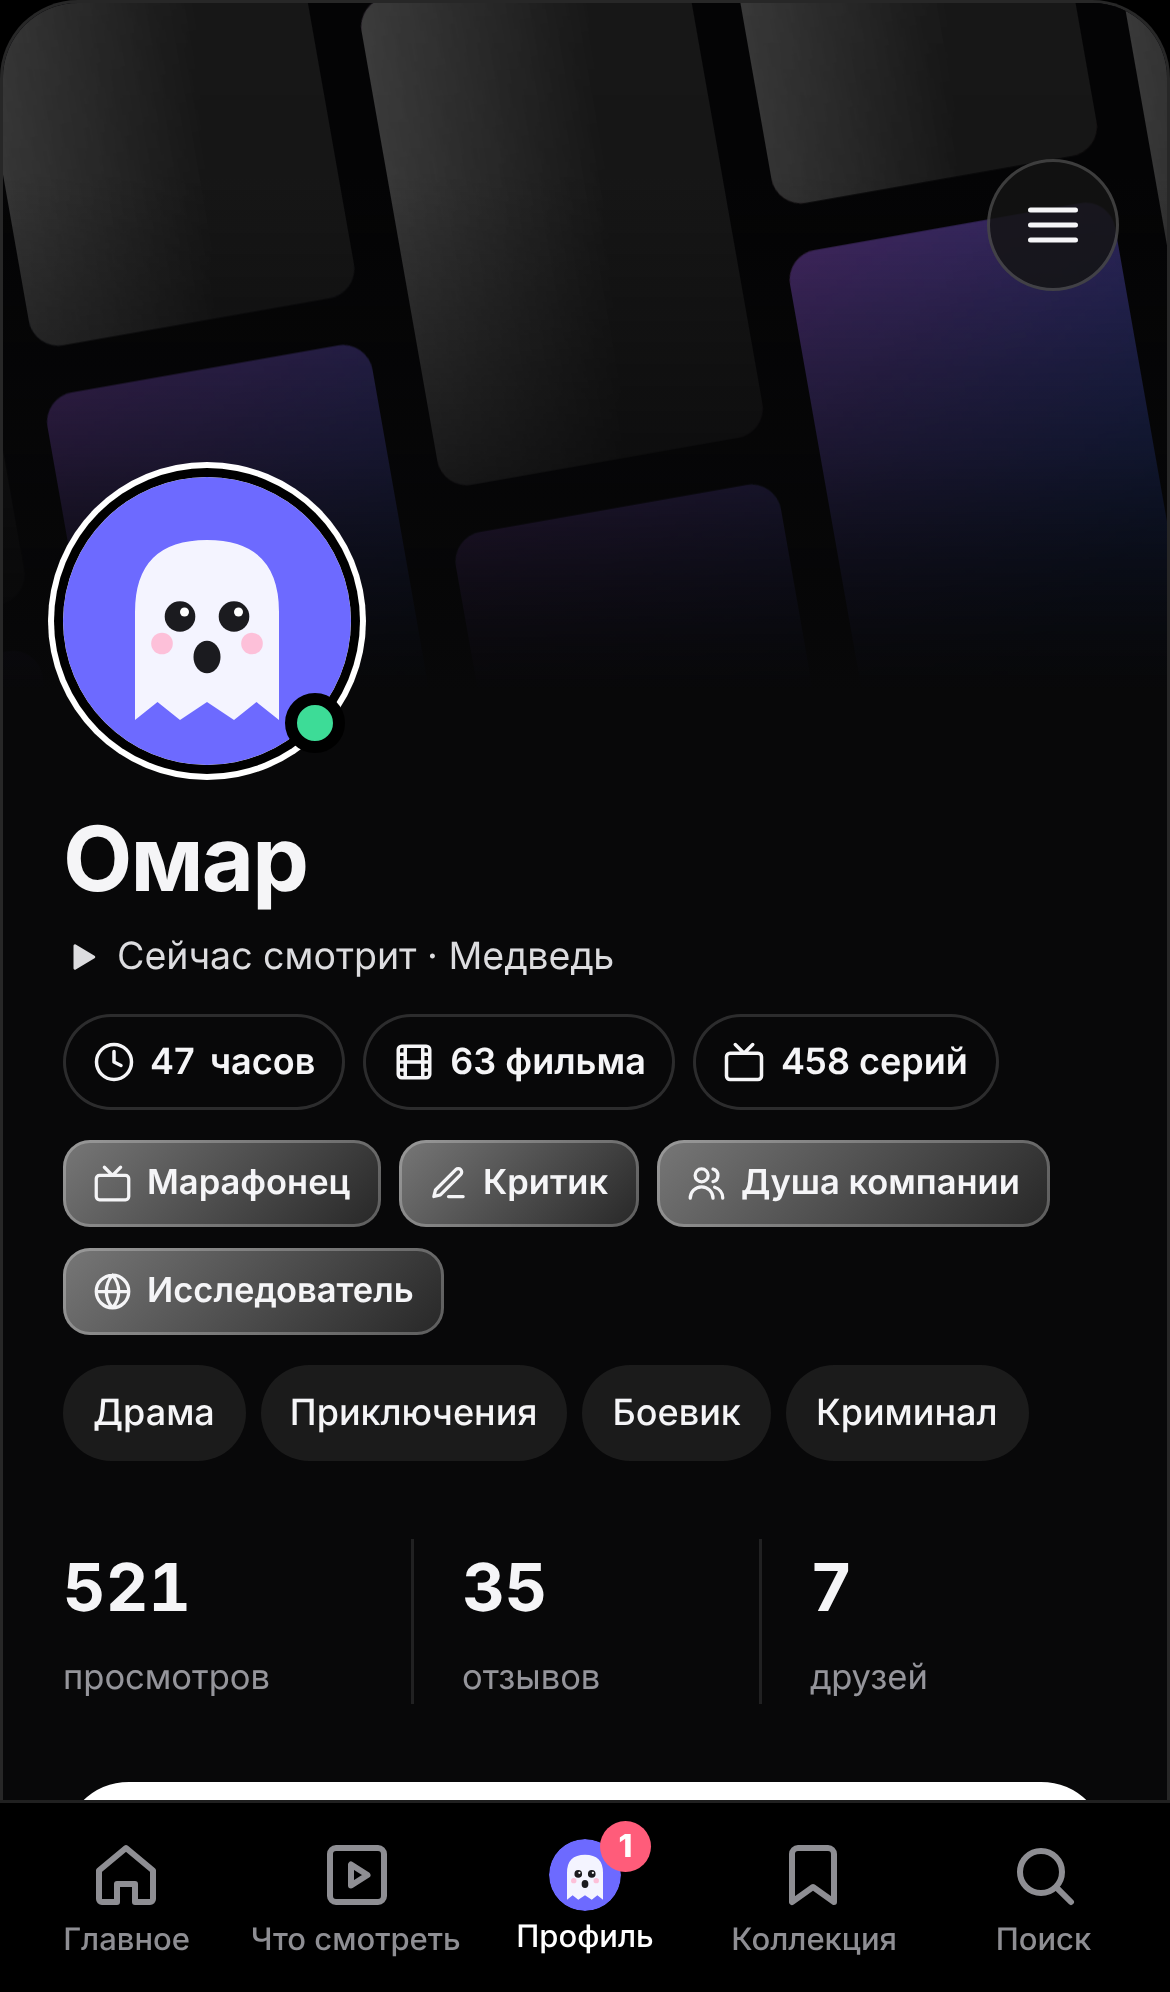 Омар
Сейчас смотрит · Медведь
47 часов 63 фильма 458 серий
Марафонец Критик Душа компании
Исследователь
Драма Приключения Боевик Криминал
521 35 7
просмотров отзывов друзей
1
Главное Что смотреть Профиль Коллекция Поиск